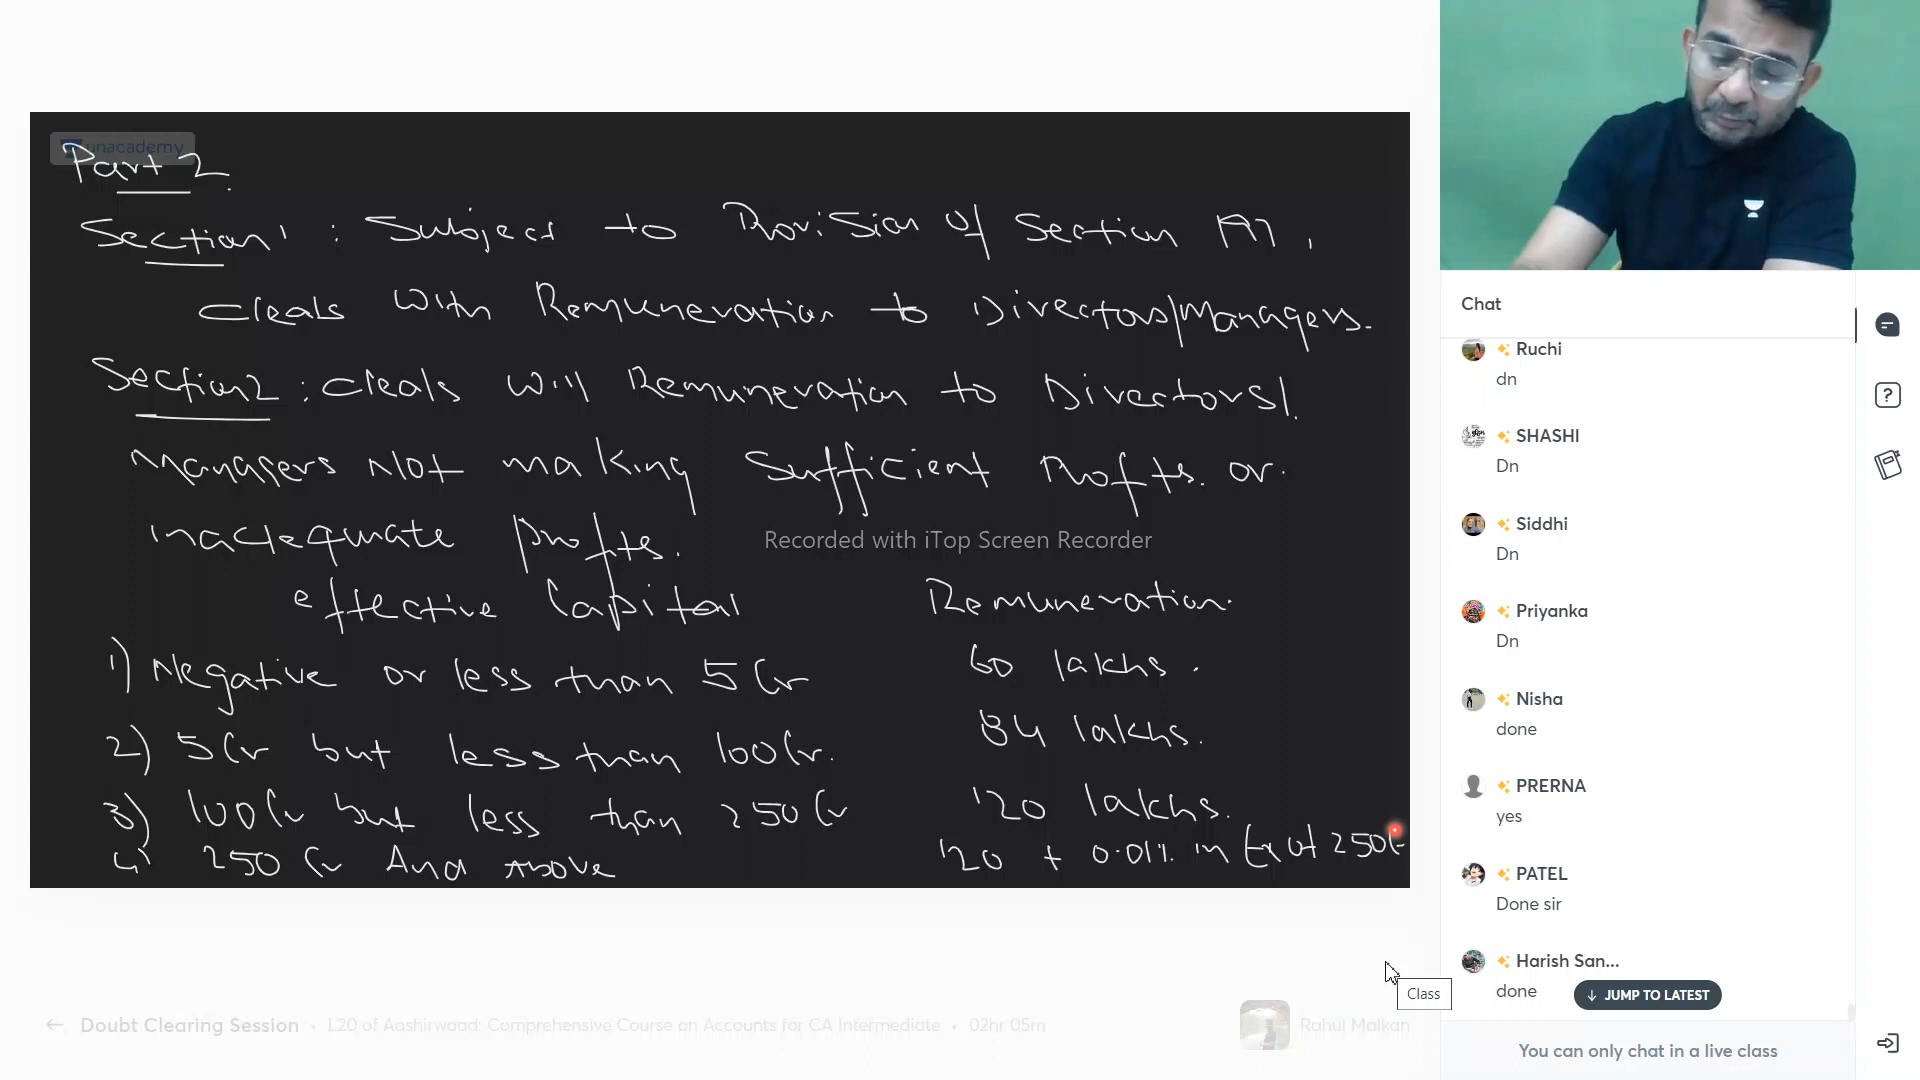 unacademy
Part 2.
Section 1 : Subject to Provision of Section 197,
deals with Remuneration to Directors/Managers.
Section 2 : deals will Remuneration to Directors/.
Managers Not making Sufficient Profts. or.
inadequate profits.
effective Capital Remuneration.
1) Negative or less than 5 Cr 60 lakhs.
2) 5 Cr but less than 100 Cr. 84 lakhs.
3) 100 Cr but less than 250 Cr 120 lakhs.
4) 250 Cr And Above 120 + 0.01% in Ex of 250 Cr
Recorded with iTop Screen Recorder
Class
← Doubt Clearing Session • L20 of Aashirwaad: Comprehensive Course on Accounts for CA Intermediate • 02hr 05m
Rahul Malkan
Chat
Ruchi
dn
SHASHI
Dn
Siddhi
Dn
Priyanka
Dn
Nisha
done
PRERNA
yes
PATEL
Done sir
Harish San...
done
↓ JUMP TO LATEST
You can only chat in a live class